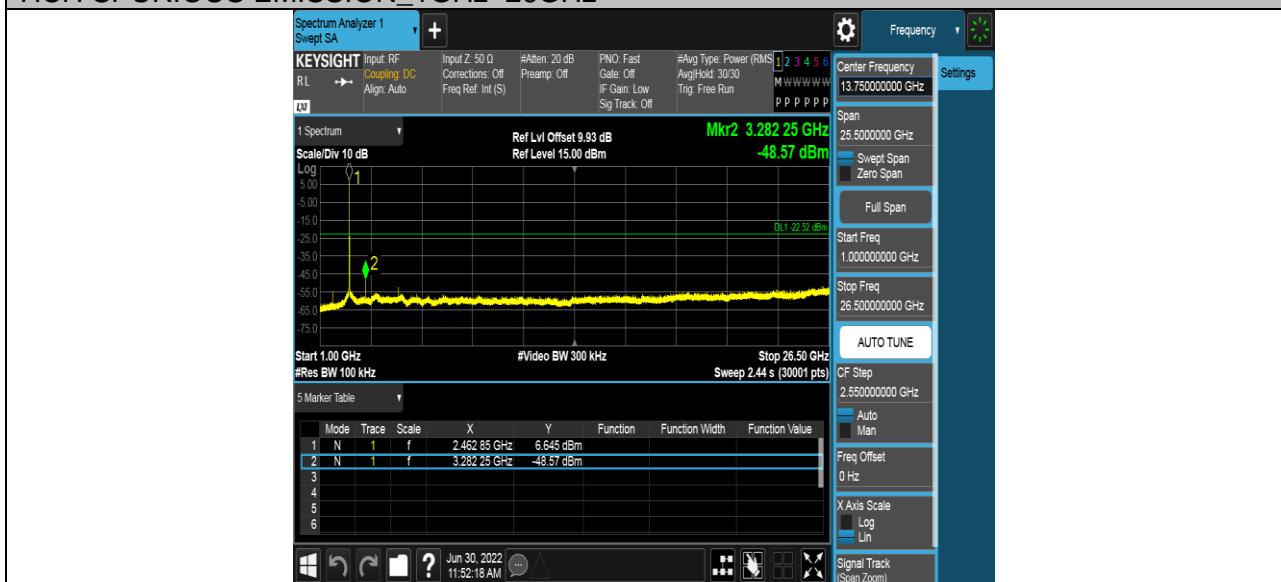 Spectrum Analyzer 1
Swept SA
+
Frequency
KEYSIGHT
RL
LXI
Input: RF
Coupling: DC
Align: Auto
Input Z: 50 Ω
Corrections: Off
Freq Ref: Int (S)
#Atten: 20 dB
Preamp: Off
PNO: Fast
Gate: Off
IF Gain: Low
Sig Track: Off
#Avg Type: Power (RMS
Avg|Hold: 30/30
Trig: Free Run
1 2 3 4 5 6
M W W W W W
P P P P P P
1 Spectrum
Scale/Div 10 dB
Ref Lvl Offset 9.93 dB
Ref Level 15.00 dBm
Mkr2 3.282 25 GHz
-48.57 dBm
Log
5.00
-5.00
-15.0
-25.0
-35.0
-45.0
-55.0
-65.0
-75.0
1
2
DL1 -22.52 dBm
Start 1.00 GHz
#Video BW 300 kHz
Stop 26.50 GHz
#Res BW 100 kHz
Sweep 2.44 s (30001 pts)
5 Marker Table
Mode Trace Scale X Y Function Function Width Function Value
1 N 1 f 2.462 85 GHz 6.645 dBm
2 N 1 f 3.282 25 GHz -48.57 dBm
3
4
5
6
?
Jun 30, 2022
11:52:18 AM
Center Frequency
13.750000000 GHz
Settings
Span
25.5000000 GHz
Swept Span
Zero Span
Full Span
Start Freq
1.000000000 GHz
Stop Freq
26.500000000 GHz
AUTO TUNE
CF Step
2.550000000 GHz
Auto
Man
Freq Offset
0 Hz
X Axis Scale
Log
Lin
Signal Track
(Span Zoom)